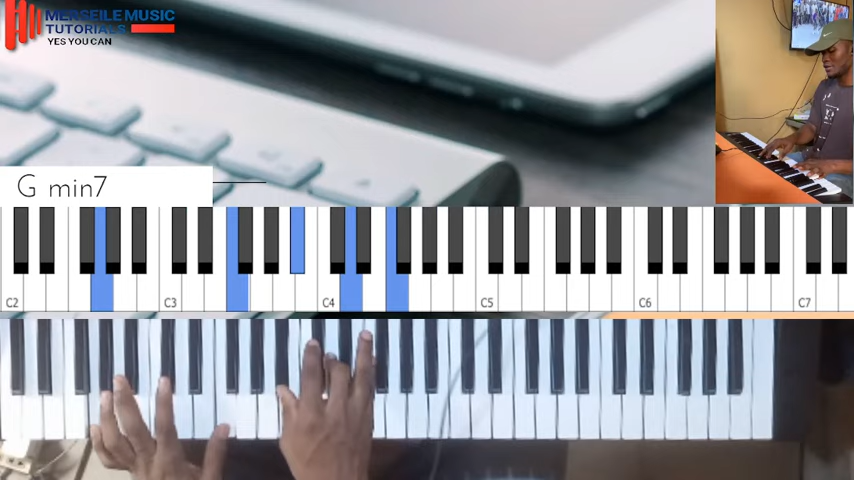 MERSEILE MUSIC
TUTORIALS
YES YOU CAN
G min7
C2 C3 C4 C5 C6 C7